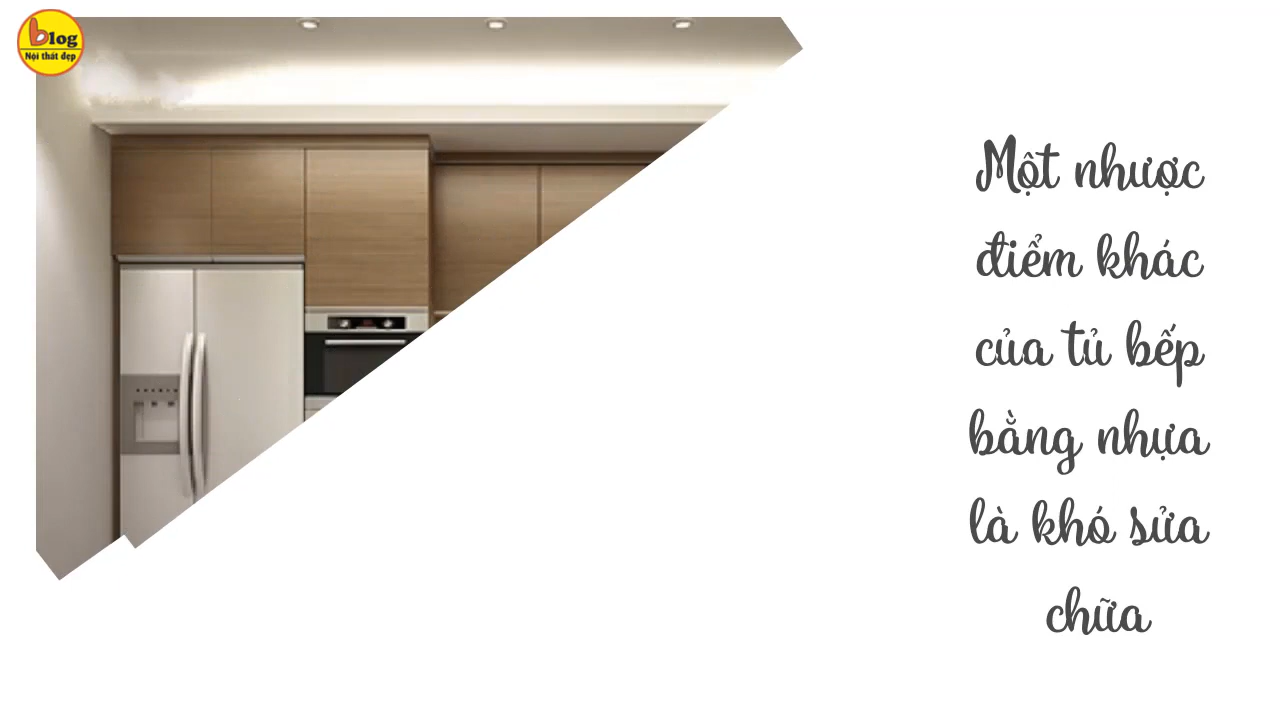 blog
Nội thất đẹp
Một nhược
điểm khác
của tủ bếp
bằng nhựa
là khó sửa
chữa